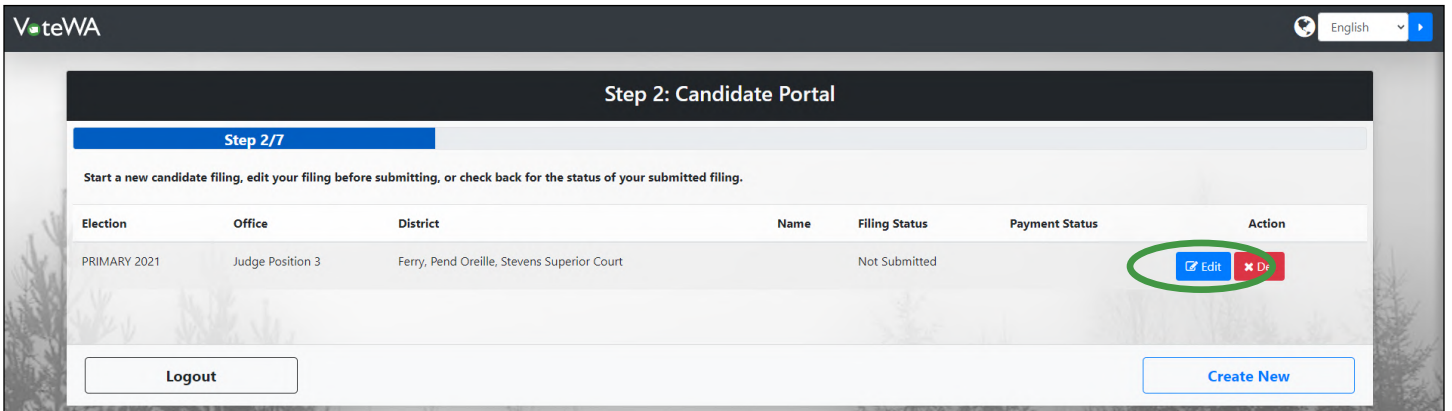 VoteWA English
Step 2: Candidate Portal
Step 2/7
Start a new candidate filing, edit your filing before submitting, or check back for the status of your submitted filing.
Election Office District Name Filing Status Payment Status Action
PRIMARY 2021 Judge Position 3 Ferry, Pend Oreille, Stevens Superior Court Not Submitted Edit
Logout Create New